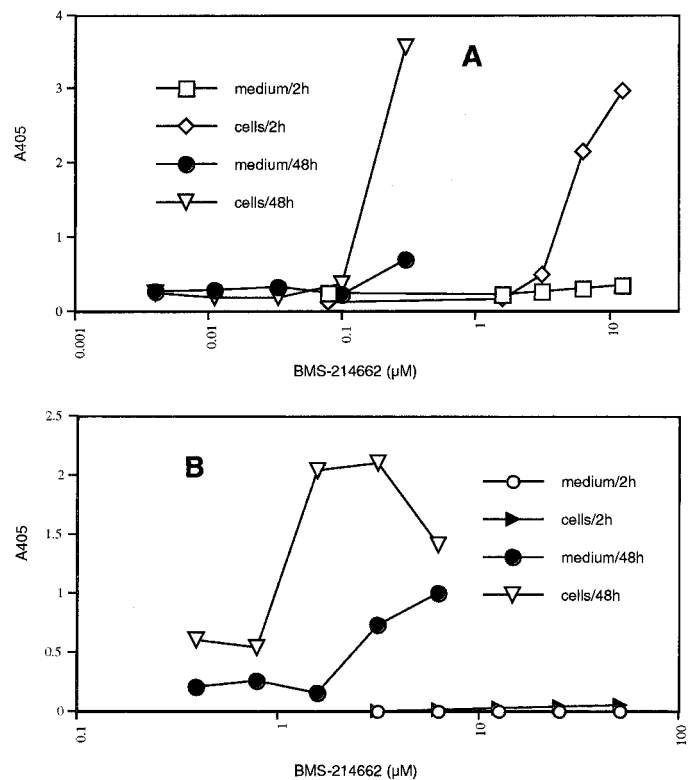 4
3
2
1
0
A405
A
medium/2h
cells/2h
medium/48h
cells/48h
0.001
0.01
0.1
1
10
BMS-214662 (µM)
2.5
2
1.5
1
0.5
0
A405
B
medium/2h
cells/2h
medium/48h
cells/48h
0.1
1
10
100
BMS-214662 (µM)